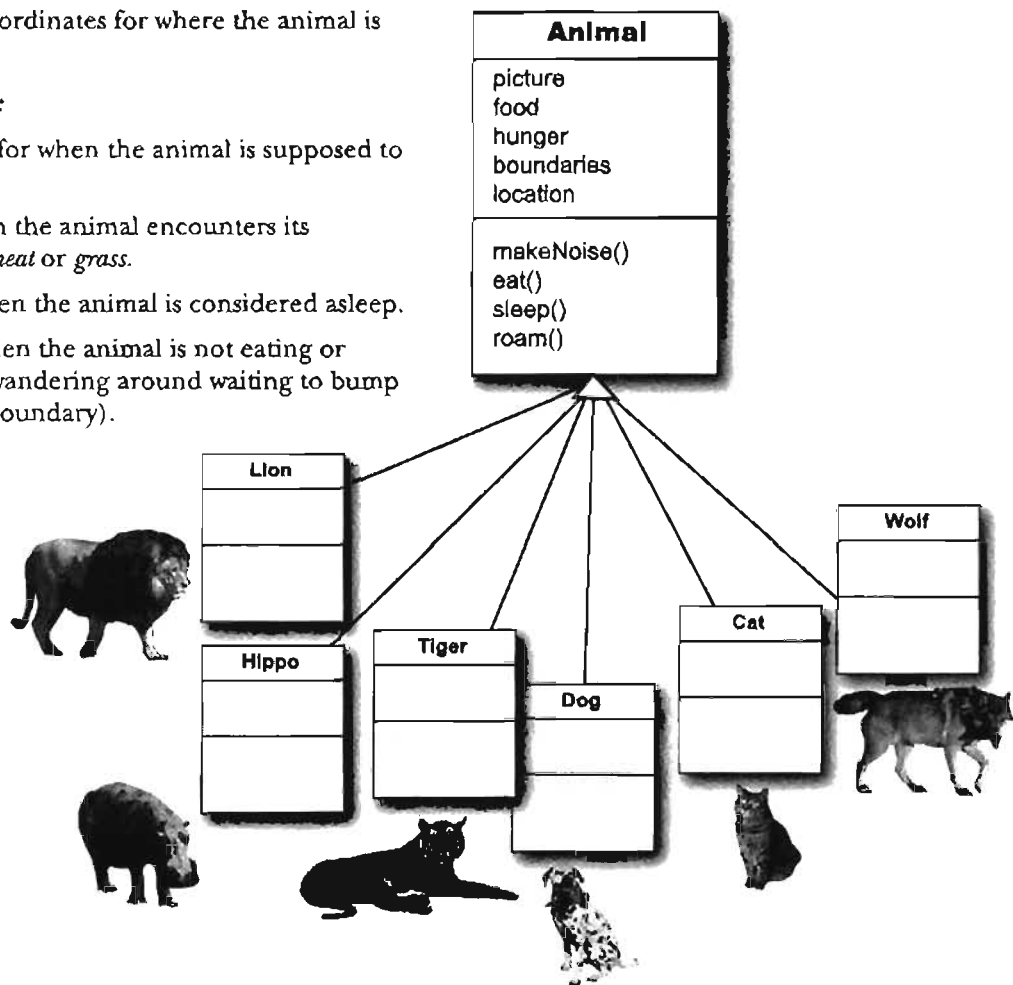 ordinates for where the animal is
:
for when the animal is supposed to
n the animal encounters its
neat or grass.
en the animal is considered asleep.
en the animal is not eating or
wandering around waiting to bump
oundary).
Animal
picture
food
hunger
boundaries
location
makeNoise()
eat()
sleep()
roam()
Lion
Hippo
Tiger
Dog
Cat
Wolf